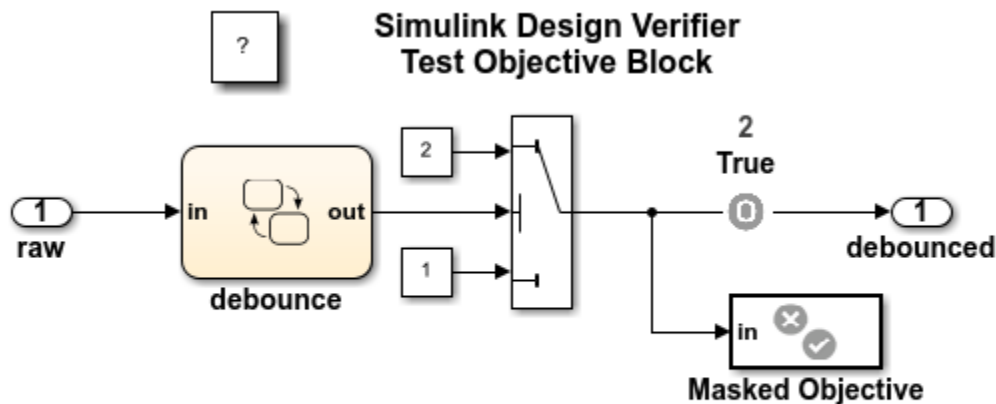 ?
Simulink Design Verifier
Test Objective Block
2
2
True
1
raw
in
out
debounce
1
1
debounced
in
Masked Objective